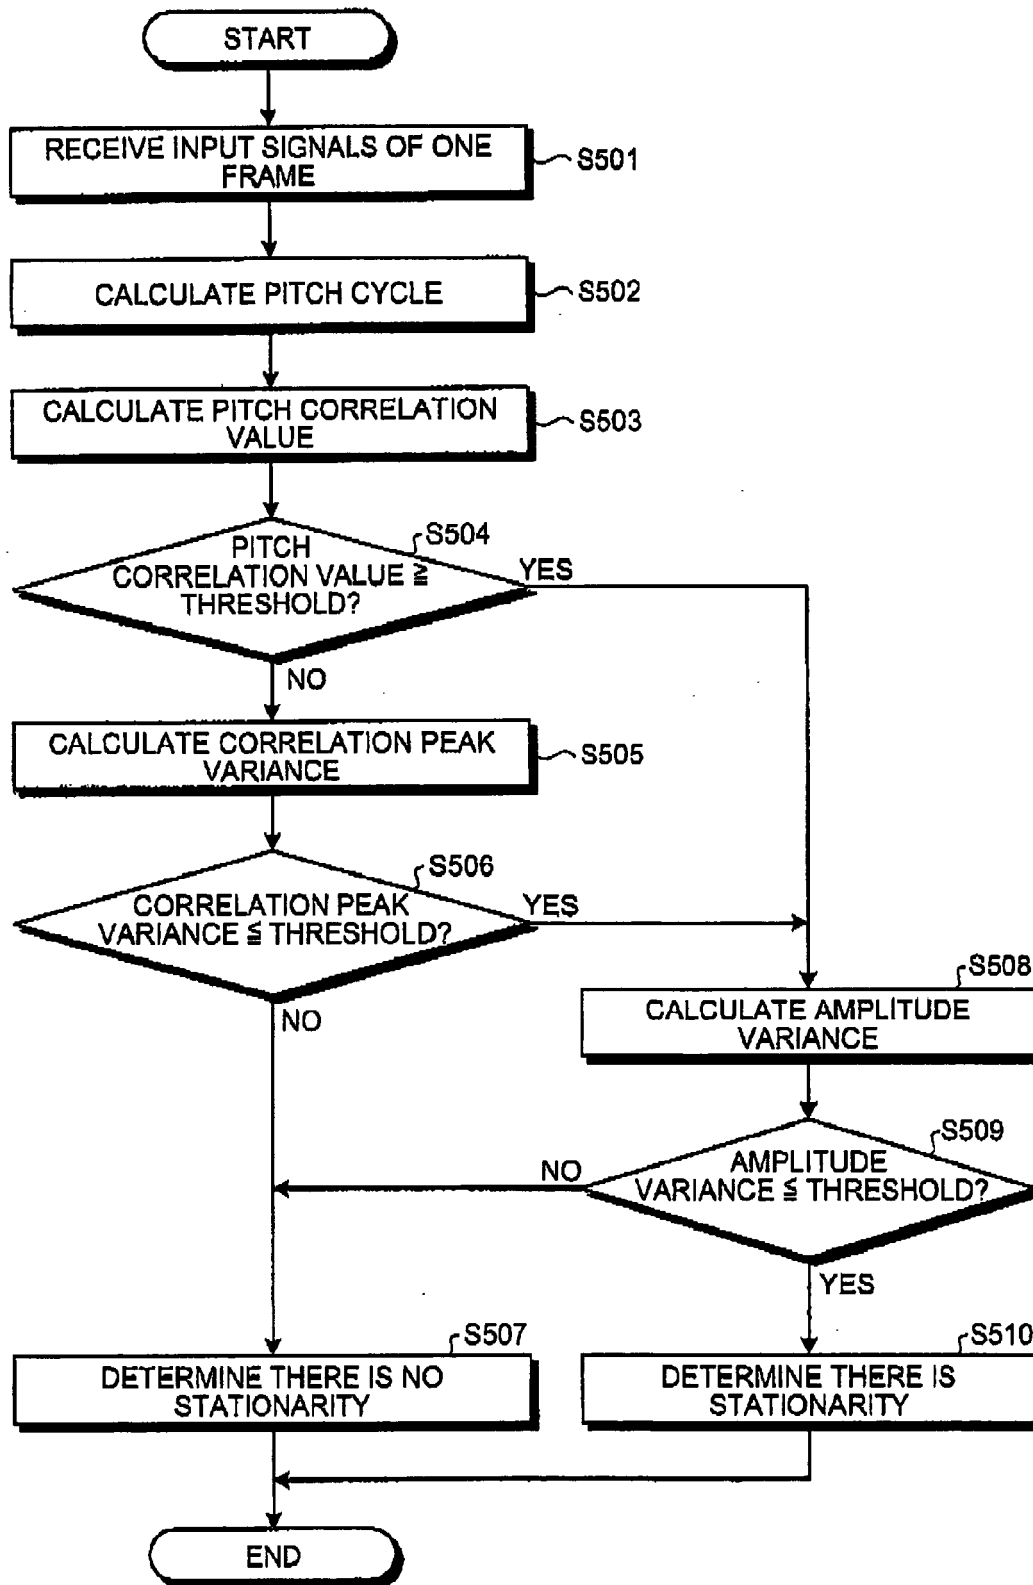 START
RECEIVE INPUT SIGNALS OF ONE
FRAME
S501
CALCULATE PITCH CYCLE
S502
CALCULATE PITCH CORRELATION
VALUE
S503
S504
PITCH
CORRELATION VALUE ≧
THRESHOLD?
YES
NO
CALCULATE CORRELATION PEAK
VARIANCE
S505
S506
CORRELATION PEAK
VARIANCE ≦ THRESHOLD?
YES
NO
S508
CALCULATE AMPLITUDE
VARIANCE
S509
AMPLITUDE
VARIANCE ≦ THRESHOLD?
NO
YES
S507
DETERMINE THERE IS NO
STATIONARITY
S510
DETERMINE THERE IS
STATIONARITY
END